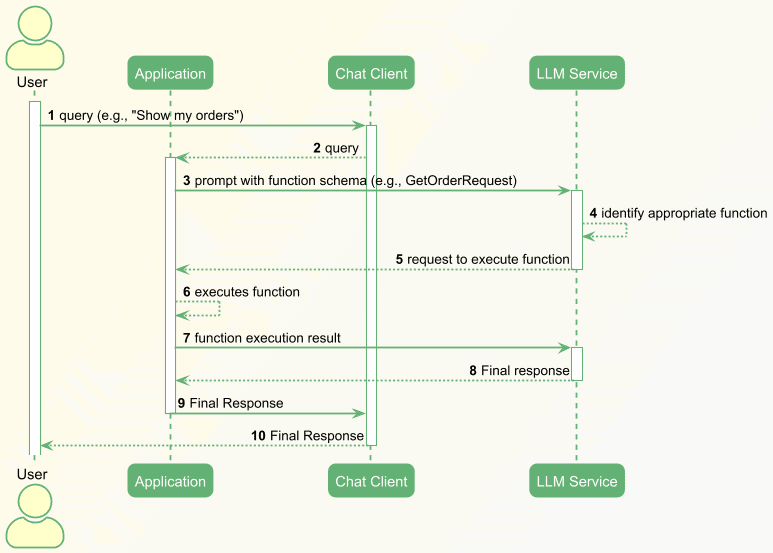 User
Application
Chat Client
LLM Service
1 query (e.g., "Show my orders")
2 query
3 prompt with function schema (e.g., GetOrderRequest)
4 identify appropriate function
5 request to execute function
6 executes function
7 function execution result
8 Final response
9 Final Response
10 Final Response
User
Application
Chat Client
LLM Service